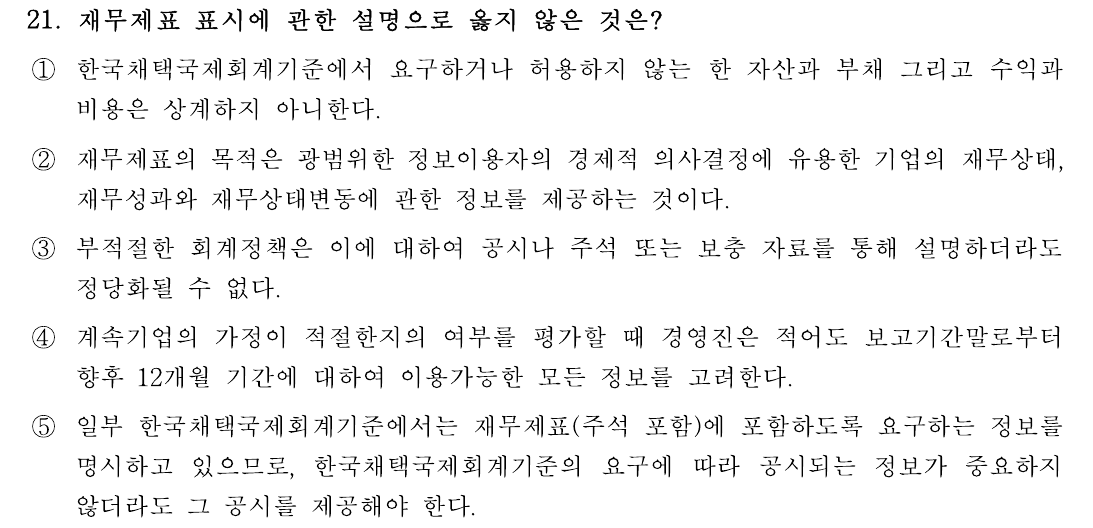 21. 재무제표 표시에 관한 설명으로 옳지 않은 것은?
① 한국채택국제회계기준에서 요구하거나 허용하지 않는 한 자산과 부채 그리고 수익과
비용은 상계하지 아니한다.
② 재무제표의 목적은 광범위한 정보이용자의 경제적 의사결정에 유용한 기업의 재무상태,
재무성과와 재무상태변동에 관한 정보를 제공하는 것이다.
③ 부적절한 회계정책은 이에 대하여 공시나 주석 또는 보충 자료를 통해 설명하더라도
정당화될 수 없다.
④ 계속기업의 가정이 적절한지의 여부를 평가할 때 경영진은 적어도 보고기간말로부터
향후 12개월 기간에 대하여 이용가능한 모든 정보를 고려한다.
⑤ 일부 한국채택국제회계기준에서는 재무제표(주석 포함)에 포함하도록 요구하는 정보를
명시하고 있으므로, 한국채택국제회계기준의 요구에 따라 공시되는 정보가 중요하지
않더라도 그 공시를 제공해야 한다.